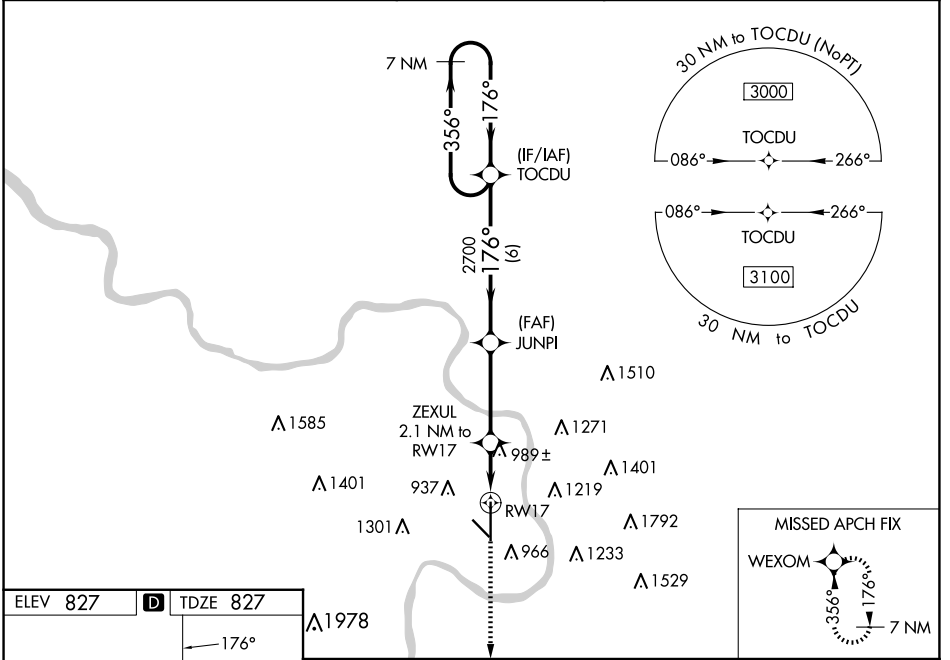 7 NM
356°
176°
(IF/IAF)
TOCDU
2700
176°
(6)
(FAF)
JUNPI
ZEXUL
2.1 NM to
RW17
RW17
30 NM to TOCDU (NoPT)
3000
TOCDU
086°
266°
086°
266°
TOCDU
3100
30 NM to TOCDU
1510
1585
1271
989±
1401
1401
937
1219
1301
1792
966
1233
1529
1978
MISSED APCH FIX
WEXOM
356°
176°
7 NM
ELEV 827
D
TDZE 827
176°